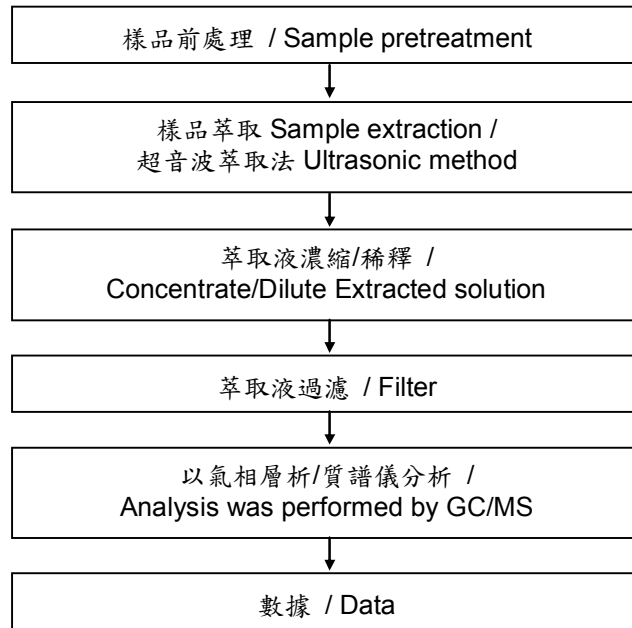 樣品前處理 / Sample pretreatment
樣品萃取 Sample extraction /
超音波萃取法 Ultrasonic method
萃取液濃縮/稀釋 /
Concentrate/Dilute Extracted solution
萃取液過濾 / Filter
以氣相層析/質譜儀分析 /
Analysis was performed by GC/MS
數據 / Data